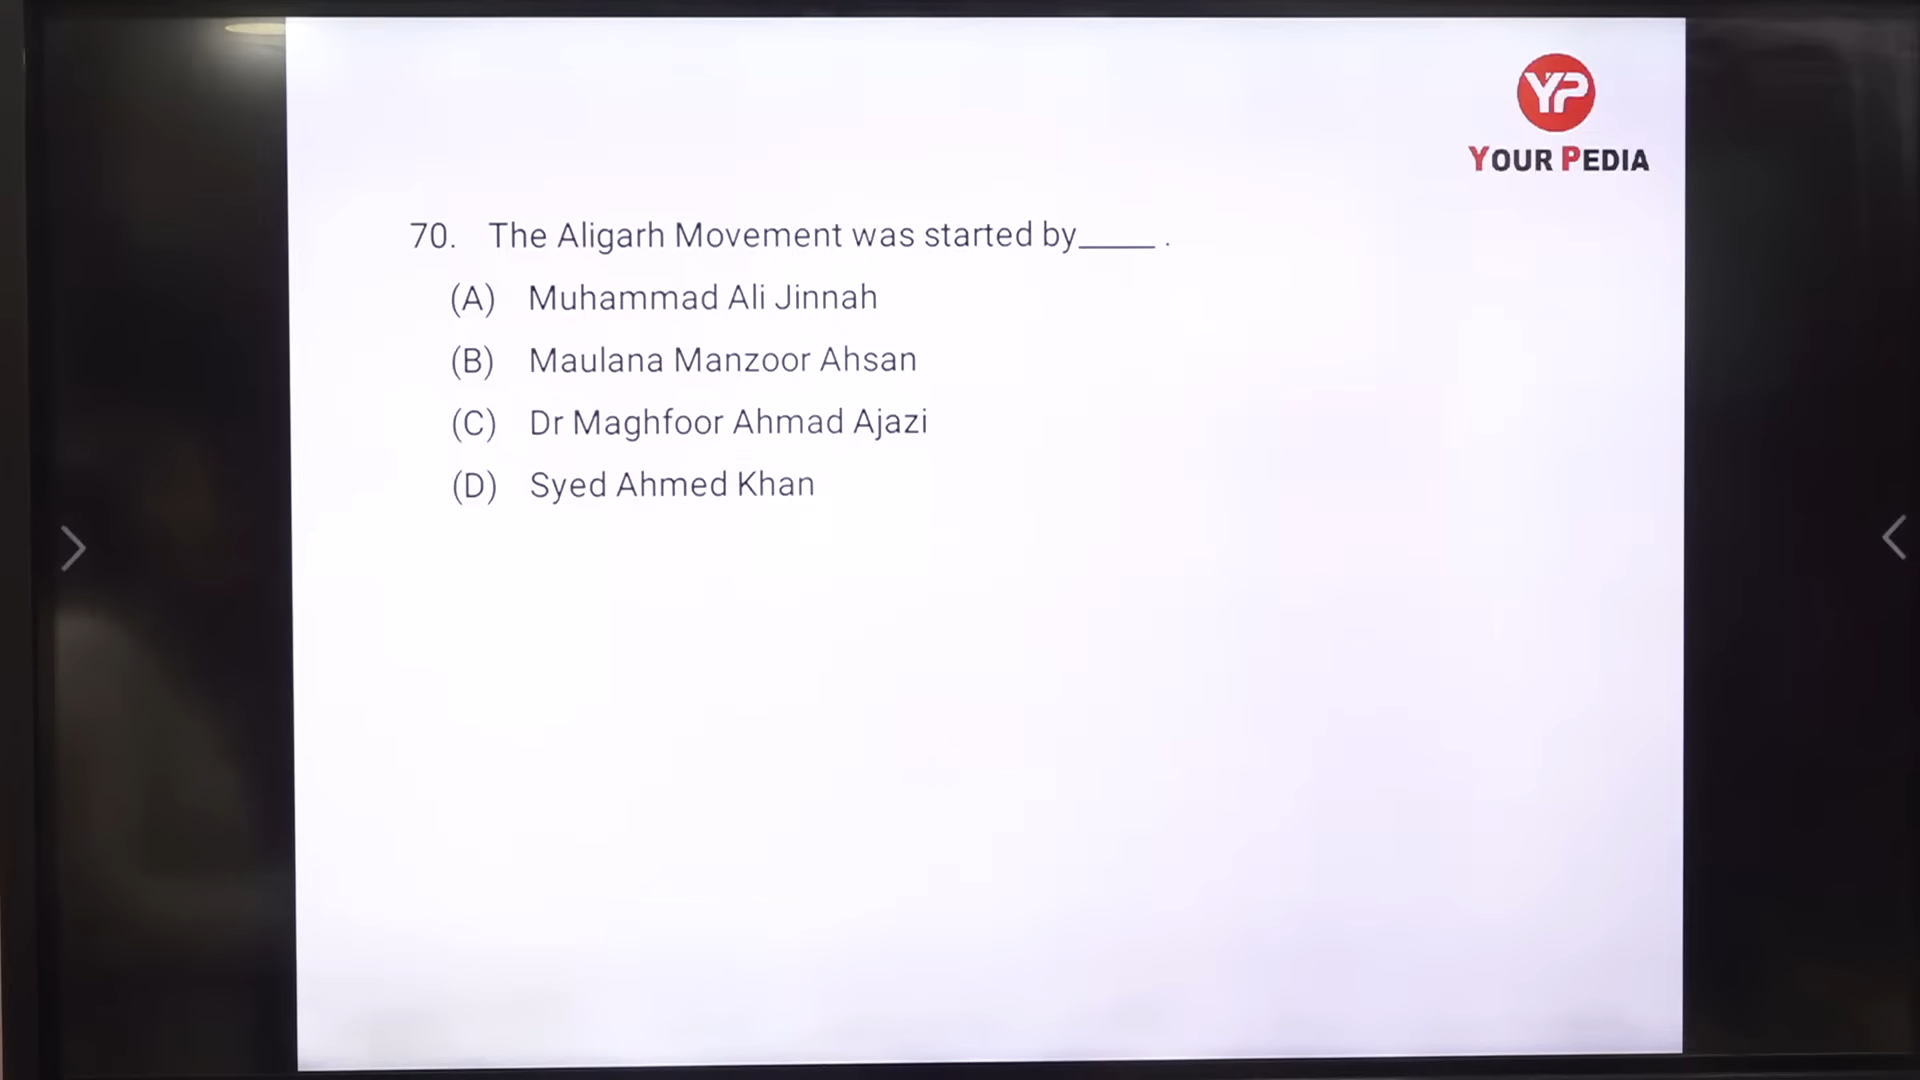 YP
YOUR PEDIA
70. The Aligarh Movement was started by_____ .
(A) Muhammad Ali Jinnah
(B) Maulana Manzoor Ahsan
(C) Dr Maghfoor Ahmad Ajazi
(D) Syed Ahmed Khan